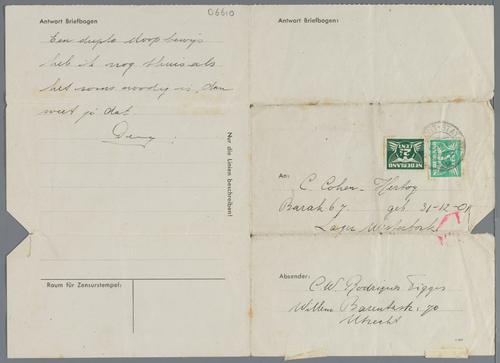 06610
Antwort Briefbogen
Een duplo doop bewijs
heb ik nog thuis als
het soms noodig is, dan
weet je dat.
Nur die Linien beschreiben!
Raum für Zensurstempel:
Antwort Briefbogen:
NEDERLAND
NEDERLAND
An:
C. Cohen-Hertog
Barak 67 geb 31-12-01
Lager Westerbork
Absender:
C.W. Rodrigues
Willem Barentszstr: 70
Utrecht